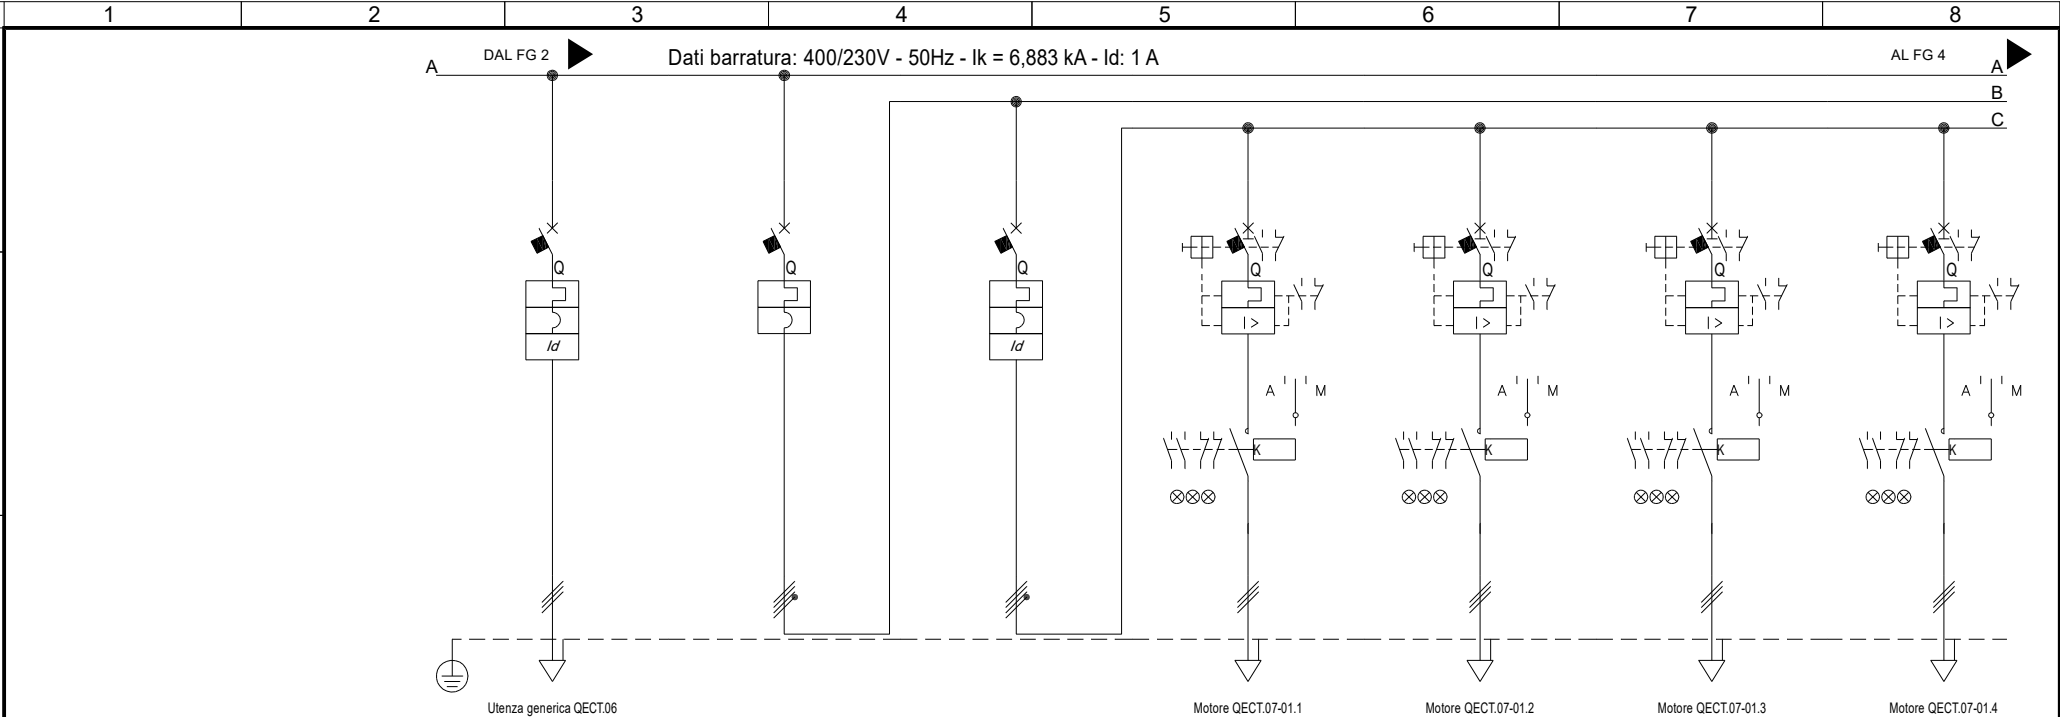 1 2 3 4 5 6 7 8
DAL FG 2 Dati barratura: 400/230V - 50Hz - Ik = 6,883 kA - Id: 1 A AL FG 4
A A
B
C
Q Q Q Q Q Q Q
I > I > I > I >
Id Id
A M A M A M A M
K K K K
Utenza generica QECT.06 Motore QECT.07-01.1 Motore QECT.07-01.2 Motore QECT.07-01.3 Motore QECT.07-01.4